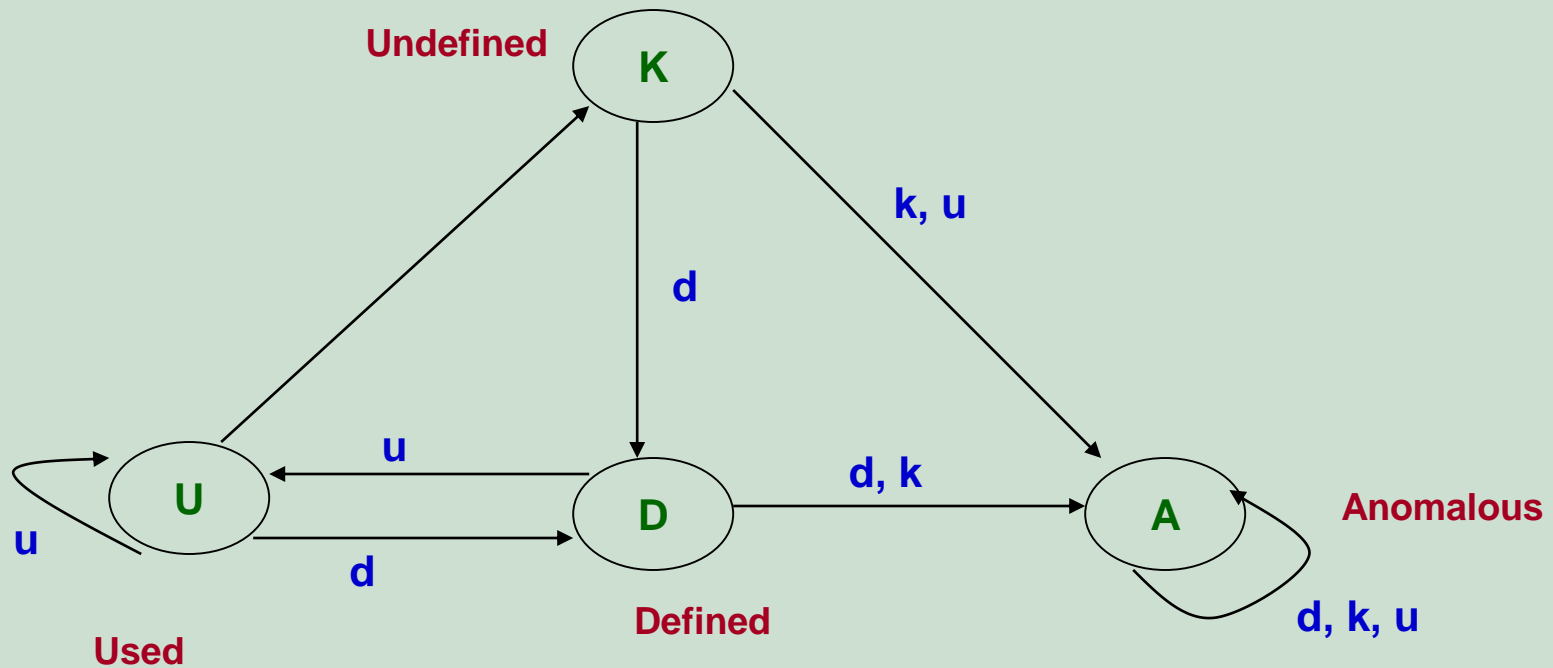 Undefined
K
k, u
d
u
d, k
U
D
A
Anomalous
u
d
Defined
d, k, u
Used